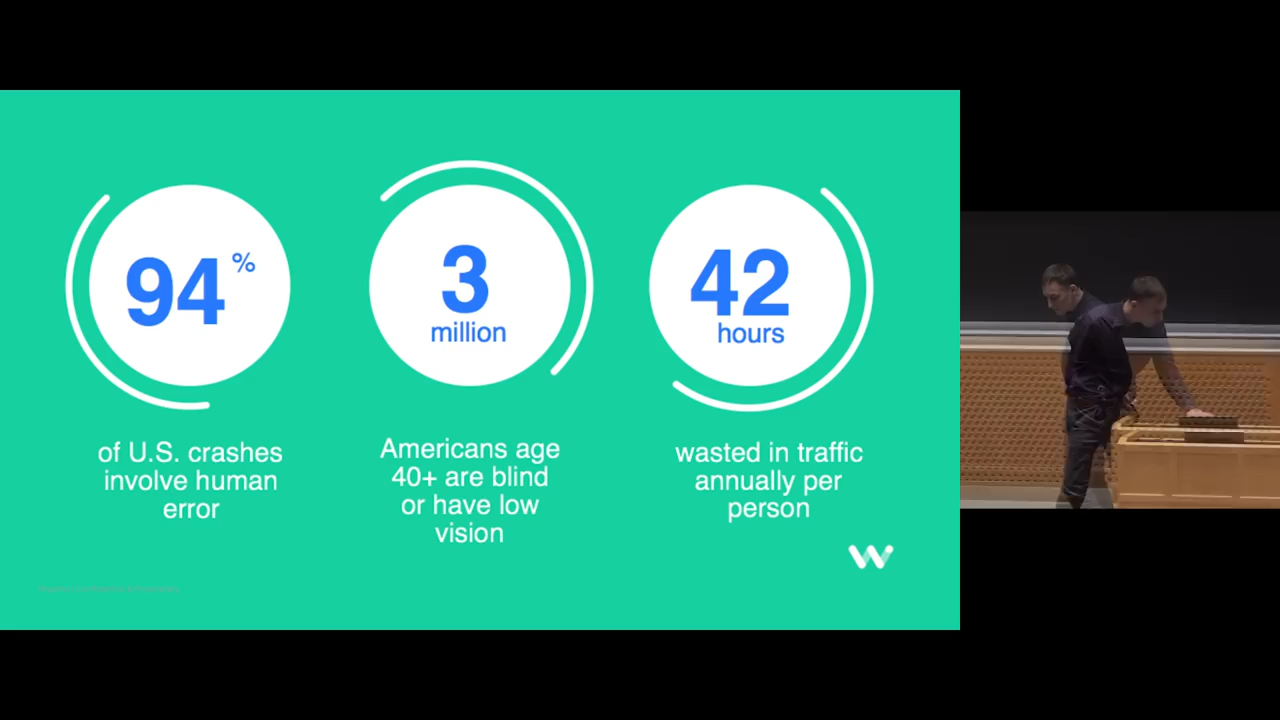 94%
of U.S. crashes
involve human
error
3
million
Americans age
40+ are blind
or have low
vision
42
hours
wasted in traffic
annually per
person